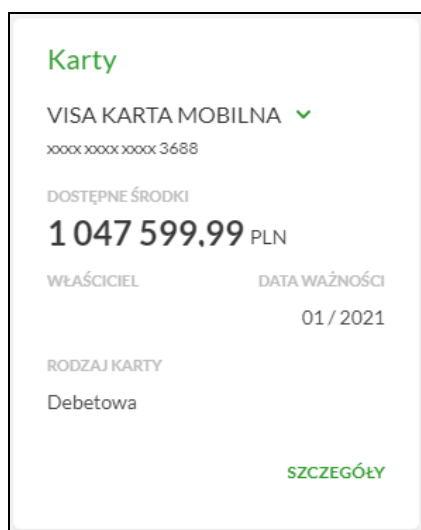 Karty
VISA KARTA MOBILNA
xxxx xxxx xxxx 3688
DOSTĘPNE ŚRODKI
1 047 599,99 PLN
WŁAŚCICIEL DATA WAŻNOŚCI
01 / 2021
RODZAJ KARTY
Debetowa
SZCZEGÓŁY